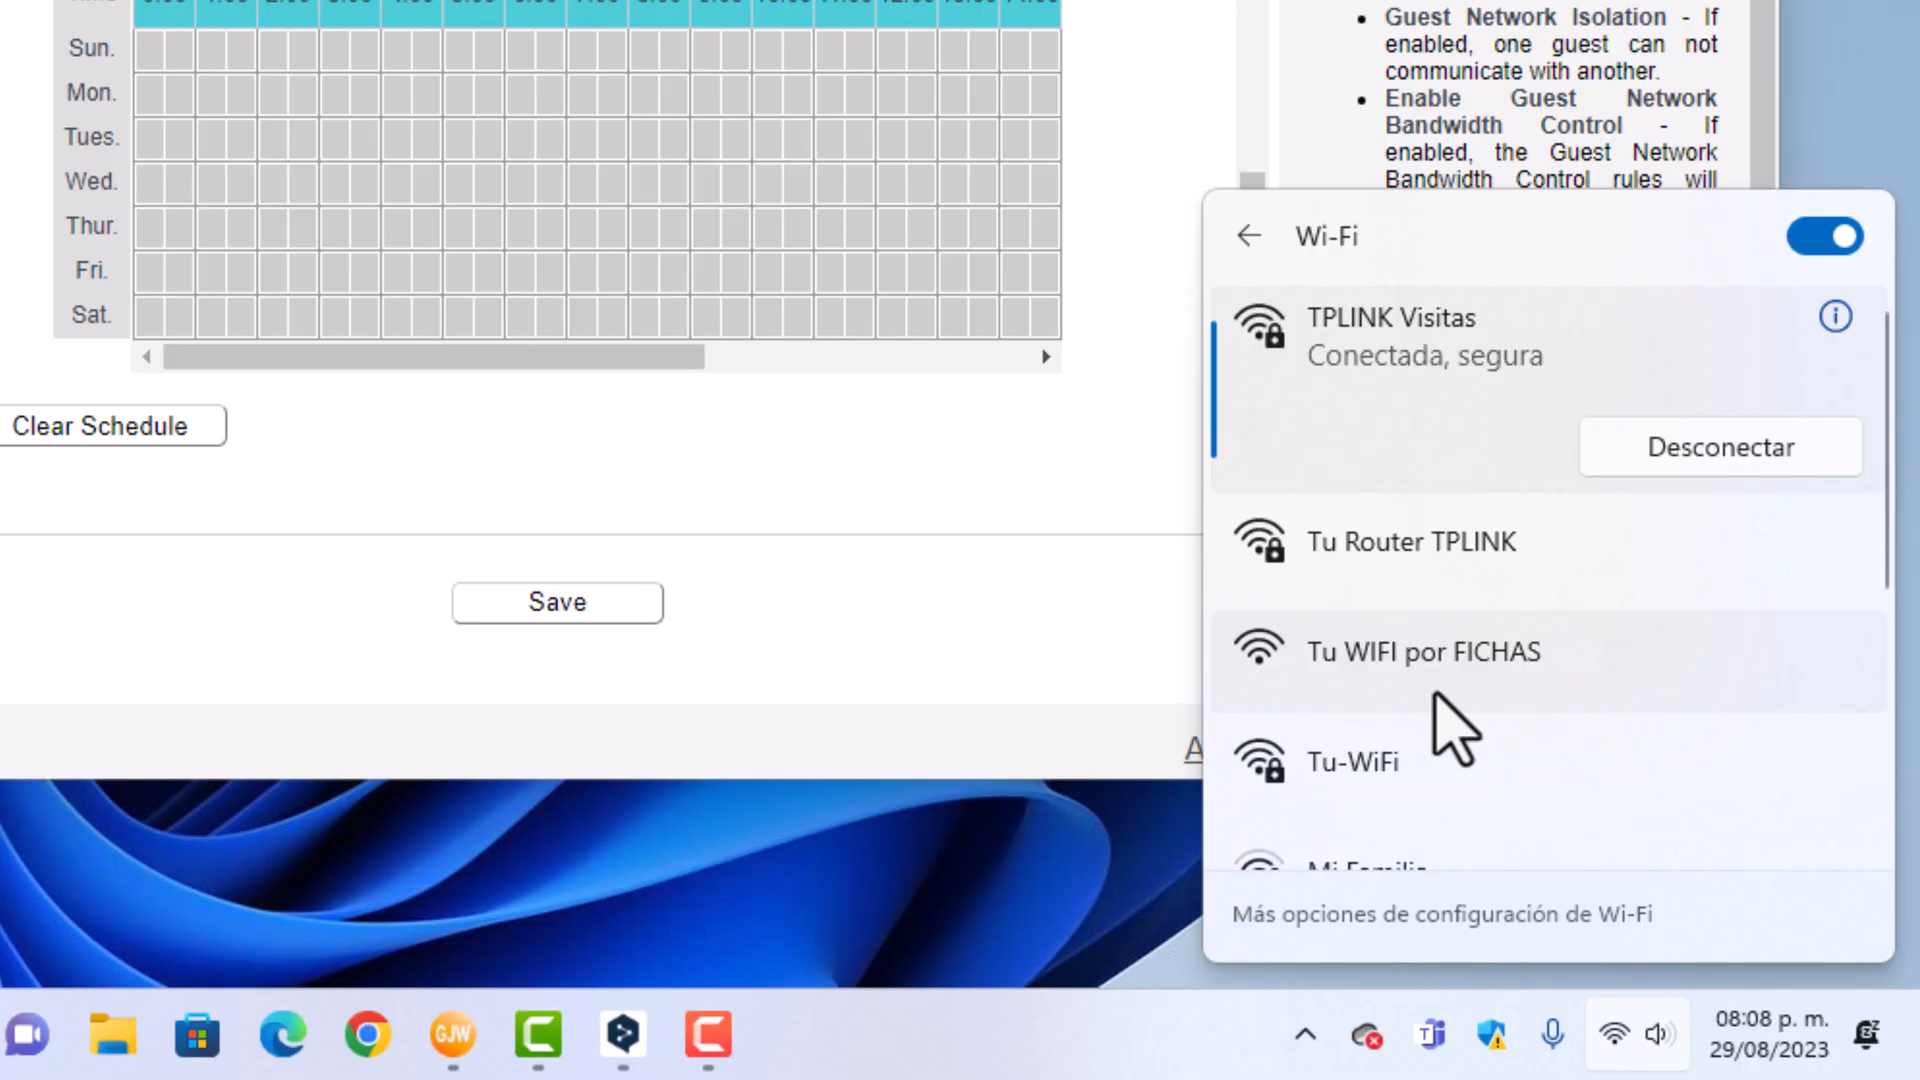 Guest Network Isolation - If
enabled, one guest can not
communicate with another.
Enable Guest Network
Bandwidth Control - If
enabled, the Guest Network
Bandwidth Control rules will
Sun.
Mon.
Tues.
Wed.
Thur.
Fri.
Sat.
Clear Schedule
Save
Wi-Fi
TPLINK Visitas
Conectada, segura
Desconectar
Tu Router TPLINK
Tu WIFI por FICHAS
Tu-WiFi
Mi Familia
Más opciones de configuración de Wi-Fi
GJW
08:08 p. m.
29/08/2023